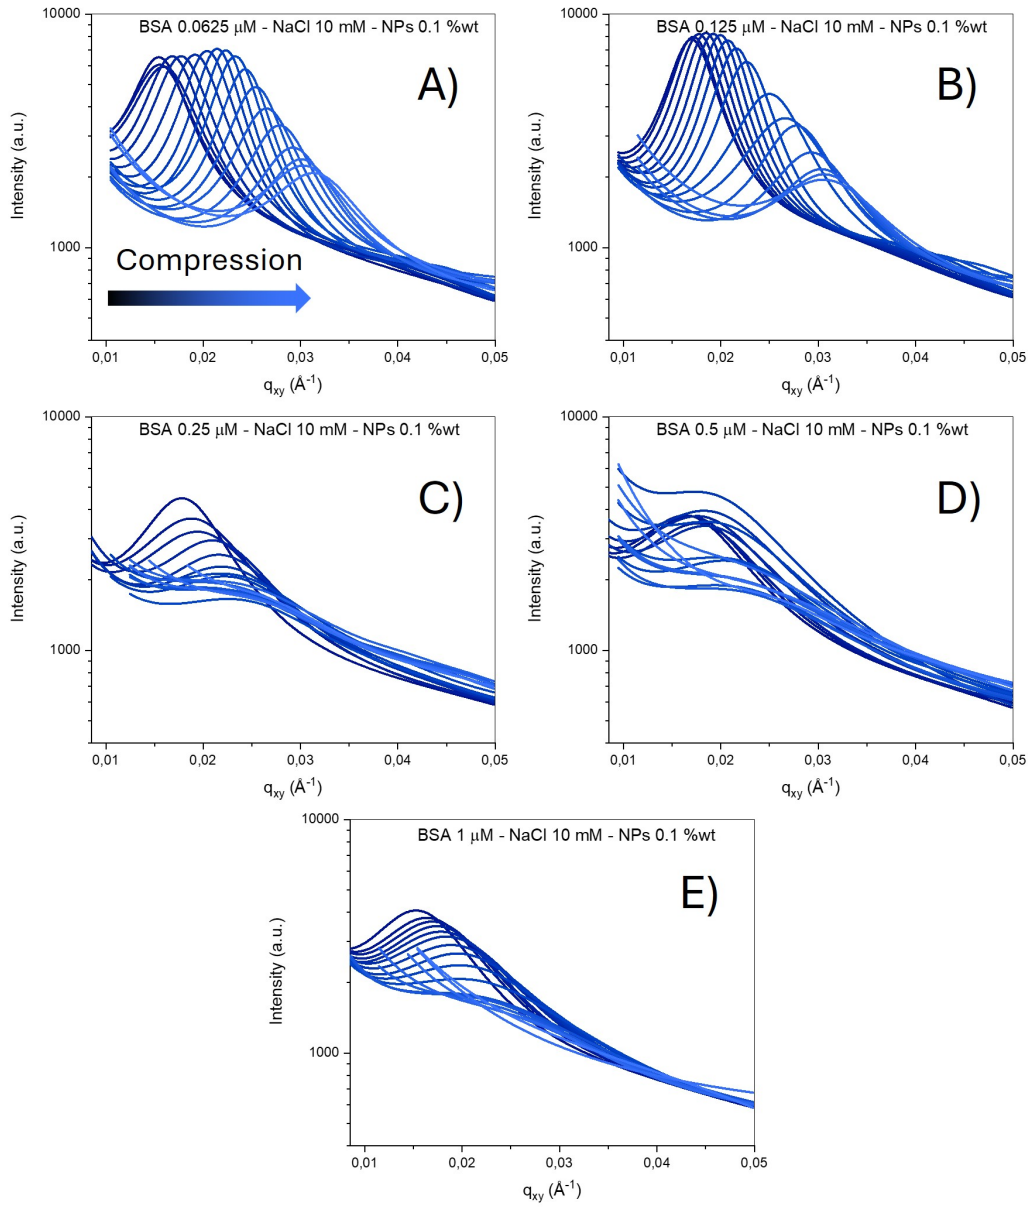 BSA 0.0625 μM - NaCl 10 mM - NPs 0.1 %wt
A)
10000
1000
Intensity (a.u.)
Compression
0,01 0,02 0,03 0,04 0,05
qxy (Å-1)
BSA 0.125 μM - NaCl 10 mM - NPs 0.1 %wt
B)
10000
1000
Intensity (a.u.)
0,01 0,02 0,03 0,04 0,05
qxy (Å-1)
BSA 0.25 μM - NaCl 10 mM - NPs 0.1 %wt
C)
10000
1000
Intensity (a.u.)
0,01 0,02 0,03 0,04 0,05
qxy (Å-1)
BSA 0.5 μM - NaCl 10 mM - NPs 0.1 %wt
D)
10000
1000
Intensity (a.u.)
0,01 0,02 0,03 0,04 0,05
qxy (Å-1)
BSA 1 μM - NaCl 10 mM - NPs 0.1 %wt
E)
10000
1000
Intensity (a.u.)
0,01 0,02 0,03 0,04 0,05
qxy (Å-1)